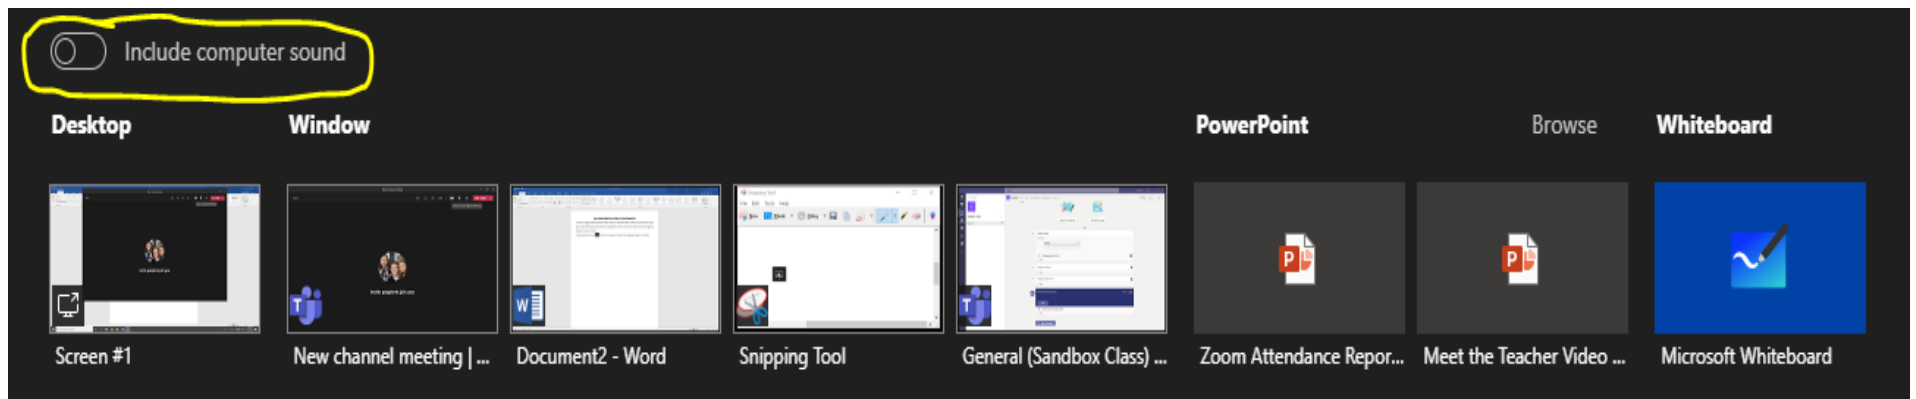 Include computer sound
Desktop
Window
PowerPoint
Browse
Whiteboard
Screen #1
New channel meeting | ...
Document2 - Word
Snipping Tool
General (Sandbox Class) ...
Zoom Attendance Repor...
Meet the Teacher Video ...
Microsoft Whiteboard